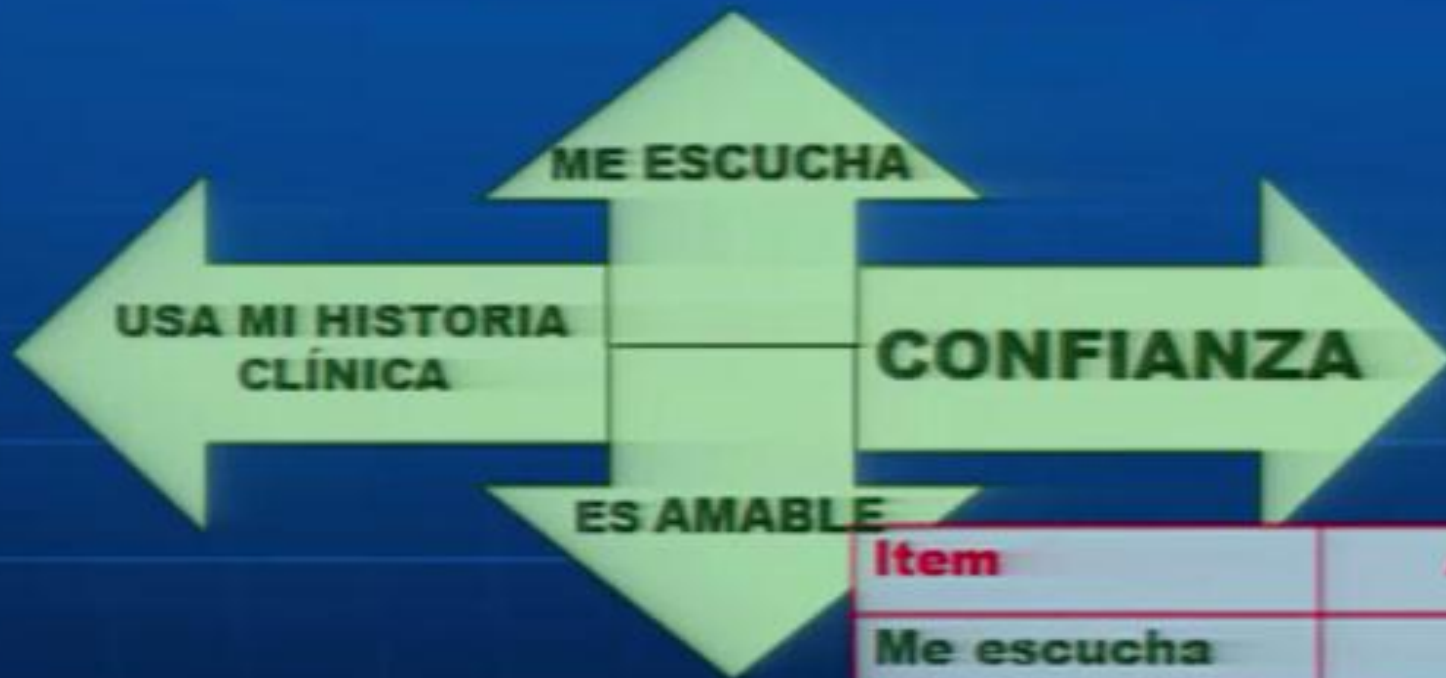 ME ESCUCHA
USA MI HISTORIA
CLÍNICA
CONFIANZA
ES AMABLE
Item
Me escucha